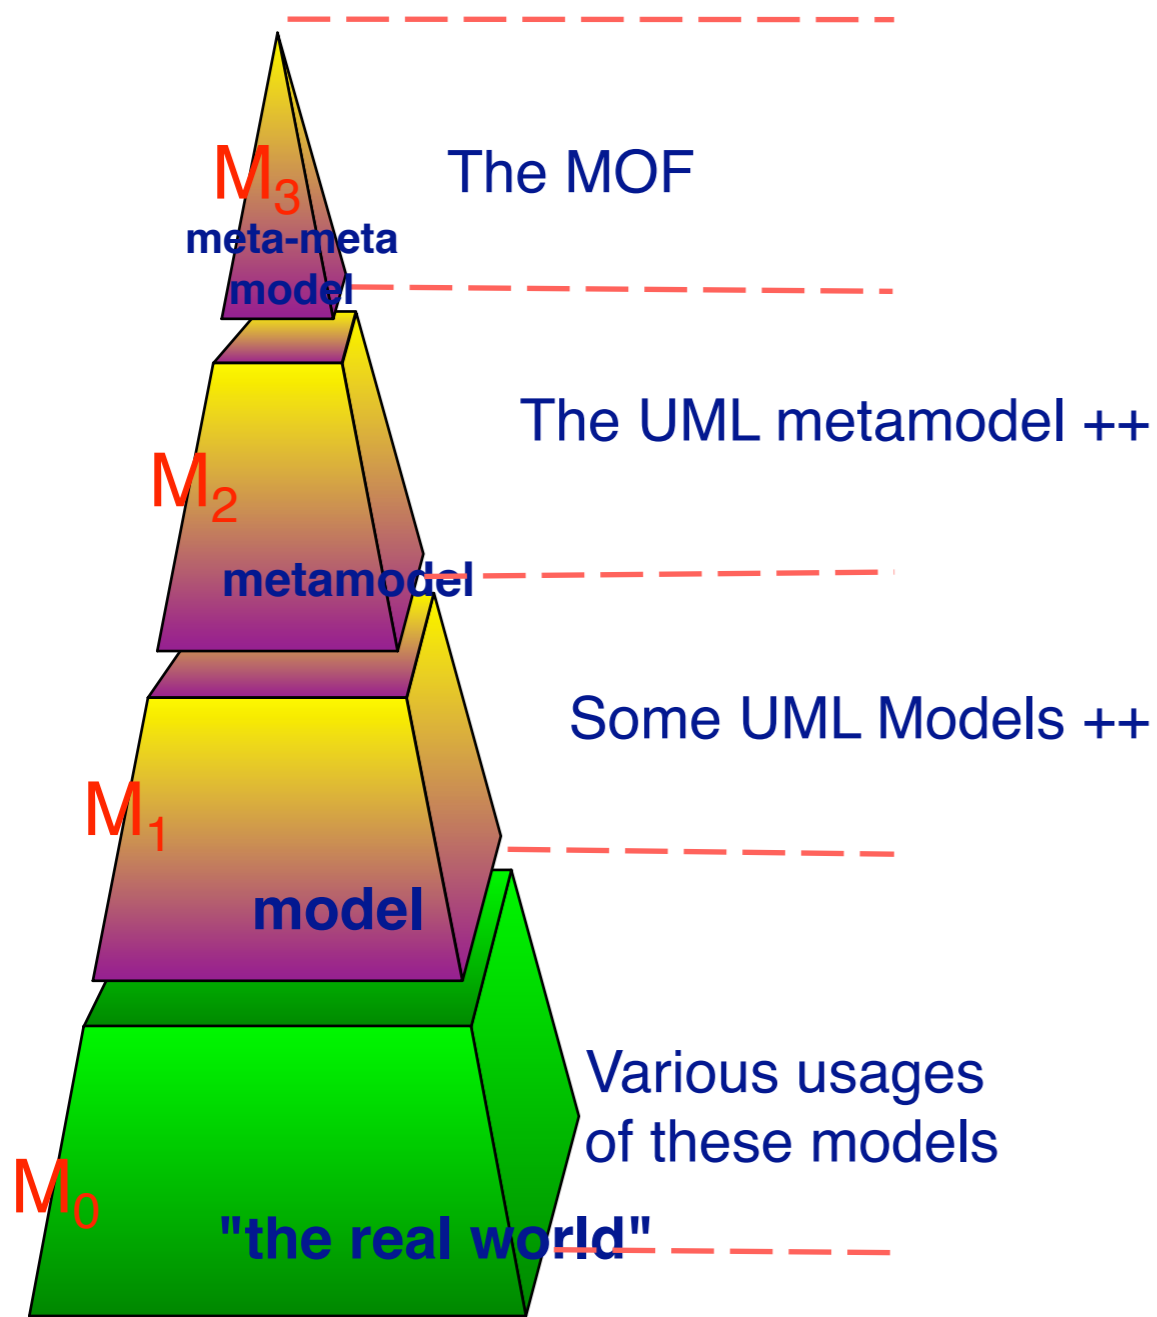 M3
The MOF
meta-meta
model
The UML metamodel ++
M2
metamodel
Some UML Models ++
M1
model
Various usages
of these models
M0
"the real world"